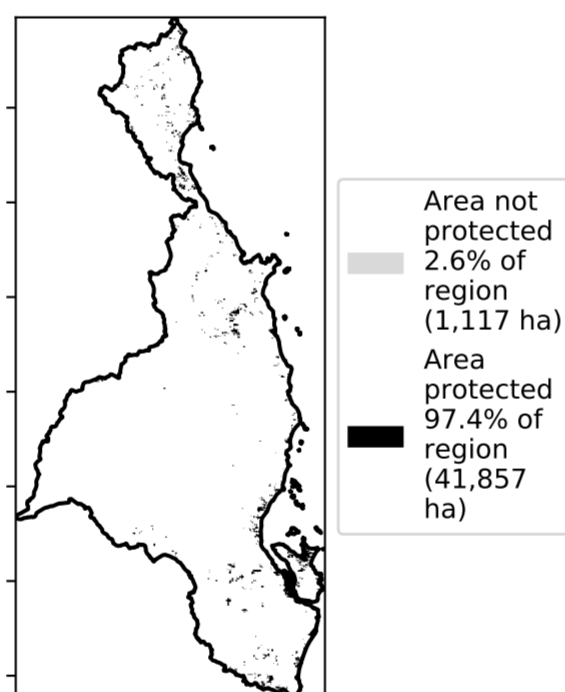 Area not
protected
2.6% of
region
(1,117 ha)
Area
protected
97.4% of
region
(41,857
ha)